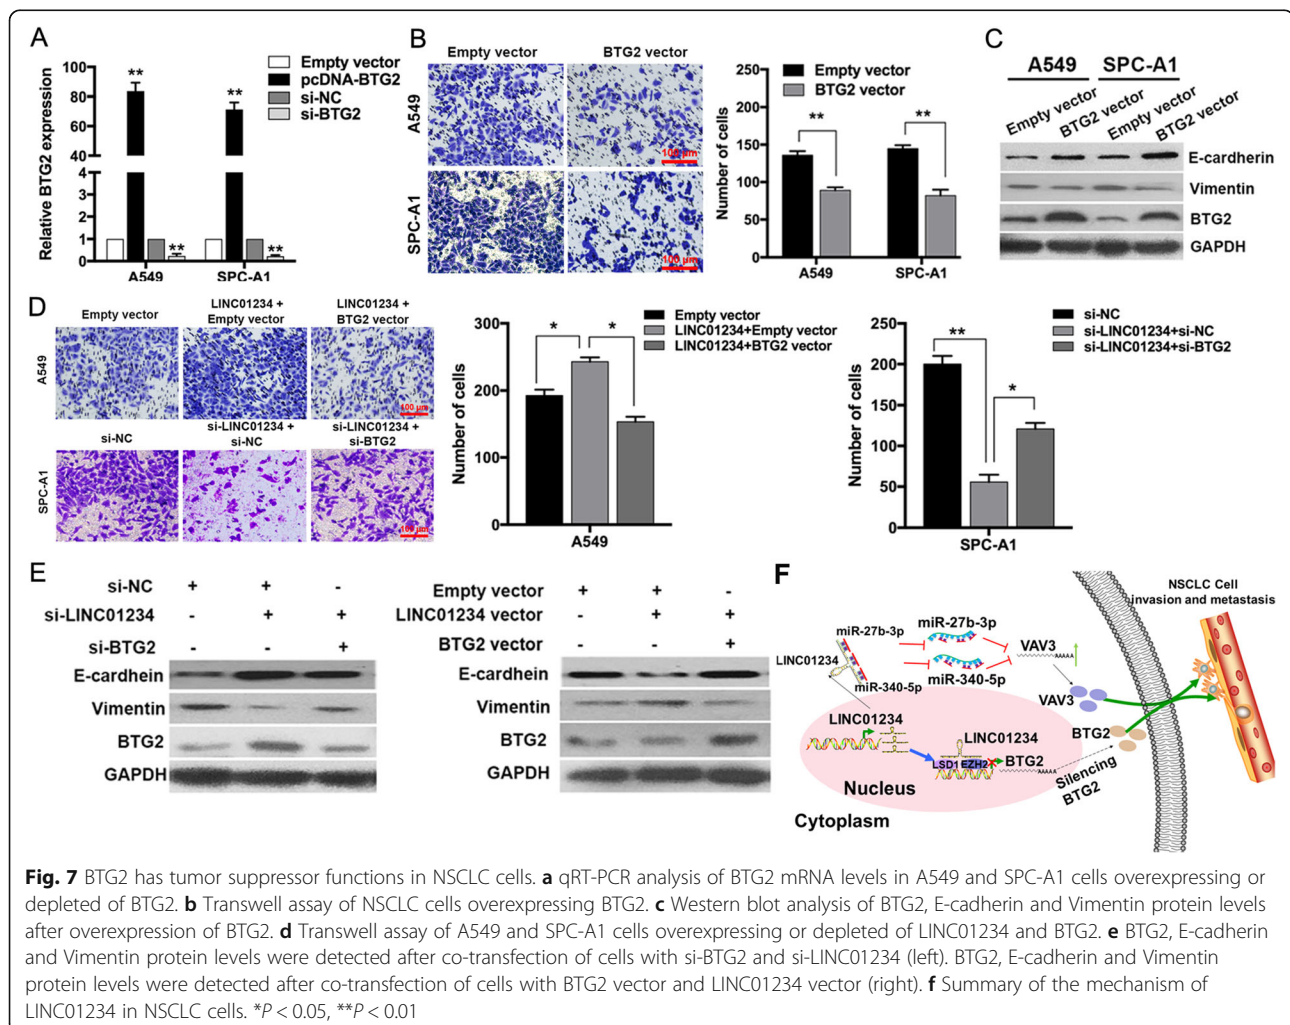 A
Relative BTG2 expression
100
80
60
40
5
4
3
2
1
0
** ** ** **
A549 SPC-A1
Empty vector
pcDNA-BTG2
si-NC
si-BTG2
B
Empty vector BTG2 vector
A549
100 μm
SPC-A1
100 μm
Number of cells
250
200
150
100
50
0
** **
A549 SPC-A1
Empty vector
BTG2 vector
C
A549 SPC-A1
Empty vector BTG2 vector Empty vector BTG2 vector
E-cardherin
Vimentin
BTG2
GAPDH
D
Empty vector
LINC01234 +
Empty vector
LINC01234 +
BTG2 vector
A549
100 μm
si-NC
si-LINC01234 +
si-NC
si-LINC01234 +
si-BTG2
SPC-A1
100 μm
Number of cells
300
200
100
0
* *
A549
Empty vector
LINC01234+Empty vector
LINC01234+BTG2 vector
Number of cells
250
200
150
100
50
0
** *
SPC-A1
si-NC
si-LINC01234+si-NC
si-LINC01234+si-BTG2
E
si-NC + + -
si-LINC01234 - + +
si-BTG2 - - +
E-cardhein
Vimentin
BTG2
GAPDH
Empty vector + + -
LINC01234 vector - + +
BTG2 vector - - +
E-cardhein
Vimentin
BTG2
GAPDH
F
NSCLC Cell
invasion and metastasis
miR-27b-3p
miR-27b-3p
LINC01234
miR-340-5p
miR-340-5p
VAV3
AAAAA
VAV3
LINC01234
LINC01234
LSD1 EZH2
BTG2
AAAAA
BTG2
Silencing
BTG2
Nucleus
Cytoplasm
Fig. 7 BTG2 has tumor suppressor functions in NSCLC cells. a qRT-PCR analysis of BTG2 mRNA levels in A549 and SPC-A1 cells overexpressing or
depleted of BTG2. b Transwell assay of NSCLC cells overexpressing BTG2. c Western blot analysis of BTG2, E-cadherin and Vimentin protein levels
after overexpression of BTG2. d Transwell assay of A549 and SPC-A1 cells overexpressing or depleted of LINC01234 and BTG2. e BTG2, E-cadherin
and Vimentin protein levels were detected after co-transfection of cells with si-BTG2 and si-LINC01234 (left). BTG2, E-cadherin and Vimentin
protein levels were detected after co-transfection of cells with BTG2 vector and LINC01234 vector (right). f Summary of the mechanism of
LINC01234 in NSCLC cells. *P < 0.05, **P < 0.01